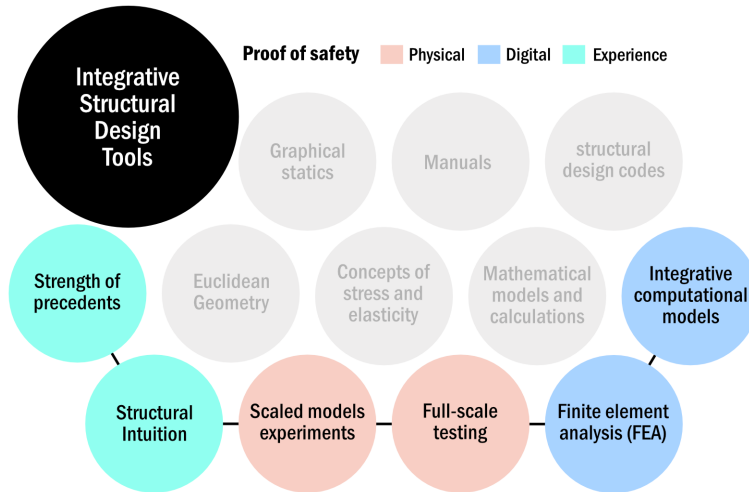 Integrative
Structural
Design
Tools
Proof of safety
Physical
Digital
Experience
Graphical
statics
Manuals
structural
design codes
Strength of
precedents
Euclidean
Geometry
Concepts of
stress and
elasticity
Mathematical
models and
calculations
Integrative
computational
models
Structural
Intuition
Scaled models
experiments
Full-scale
testing
Finite element
analysis (FEA)